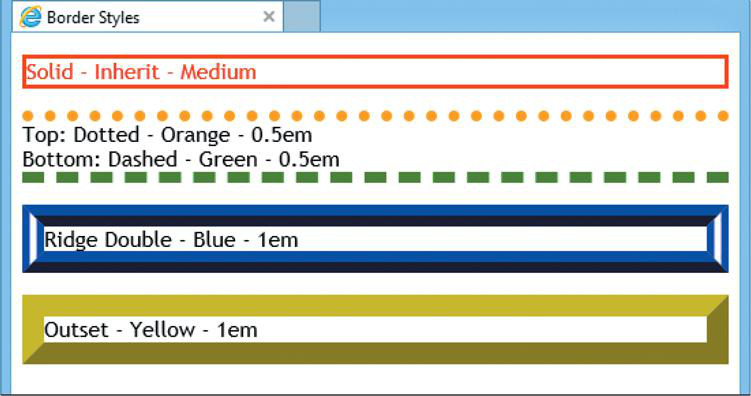 Border Styles
Solid - Inherit - Medium
Top: Dotted - Orange - 0.5em
Bottom: Dashed - Green - 0.5em
Ridge Double - Blue - 1em
Outset - Yellow - 1em